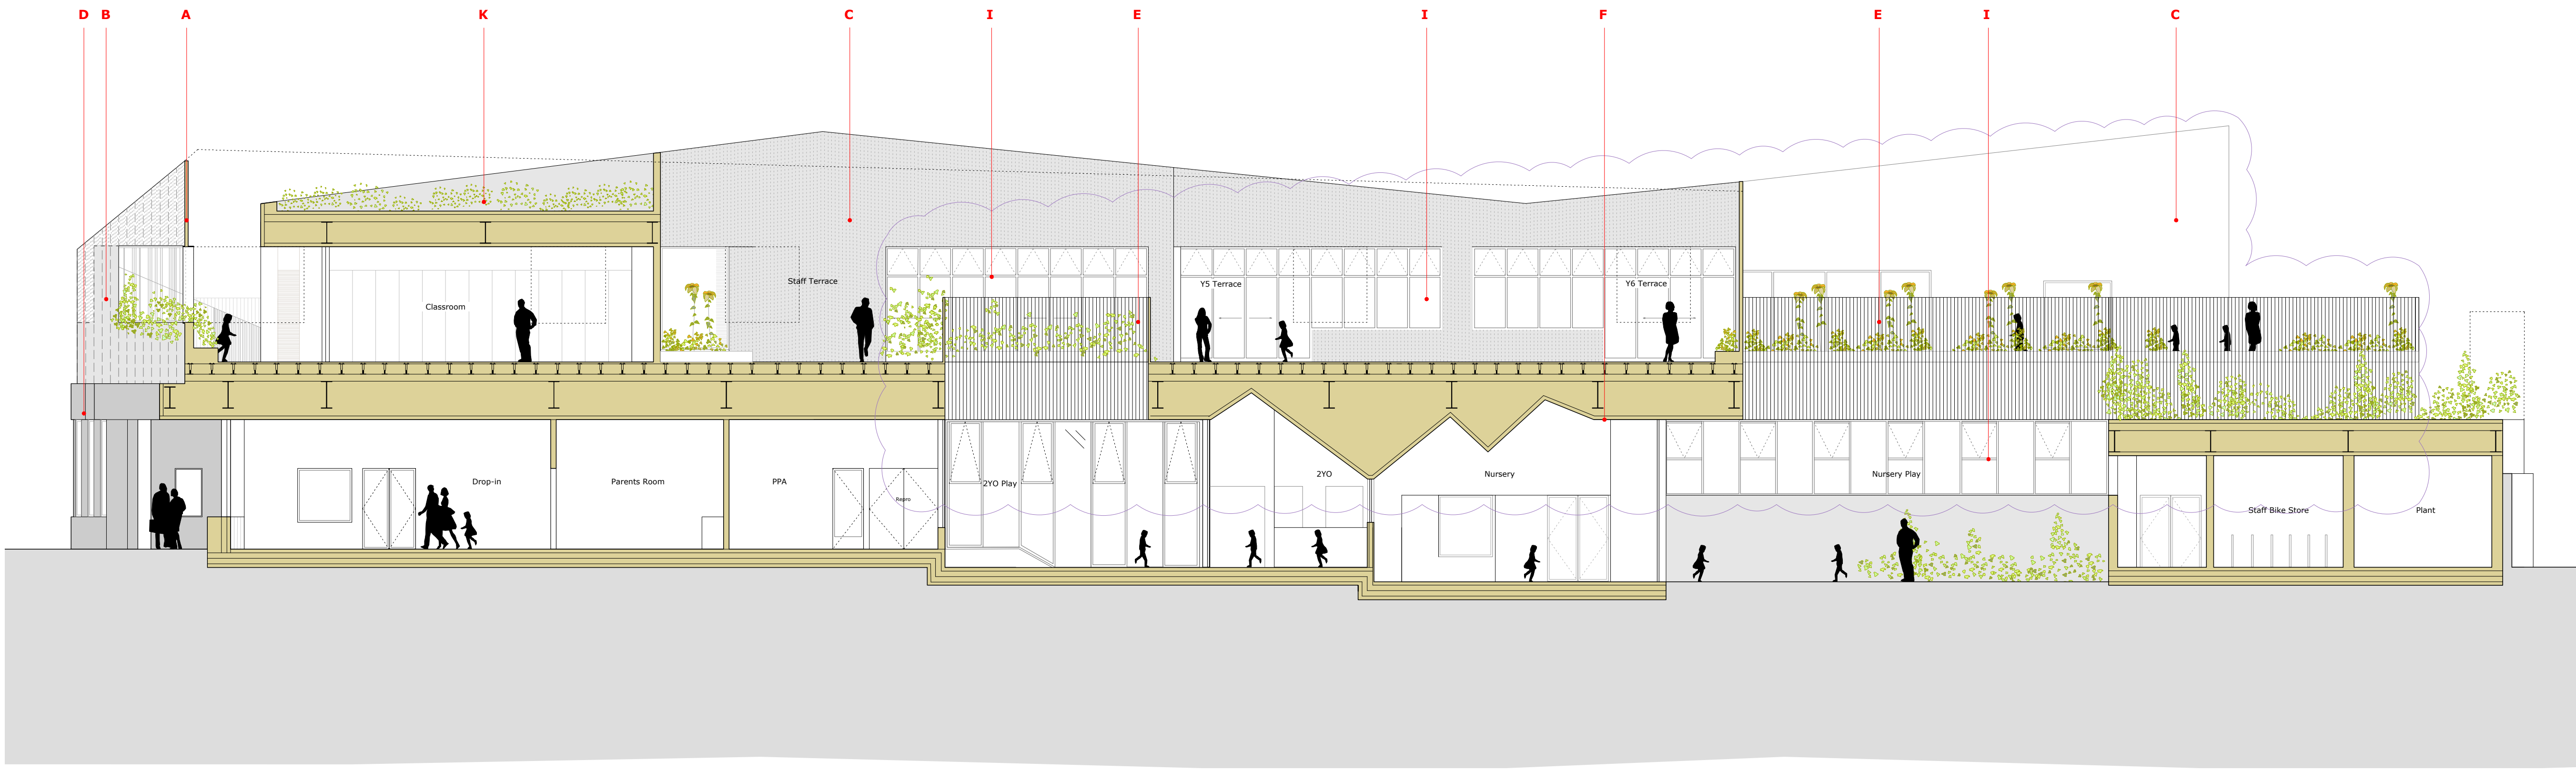 D B A K C I E I F E I C
Staff Terrace
Y5 Terrace
Y6 Terrace
Classroom
Drop-in
Parents Room
PPA
Repro
2YO Play
2YO
Nursery
Nursery Play
Staff Bike Store
Plant